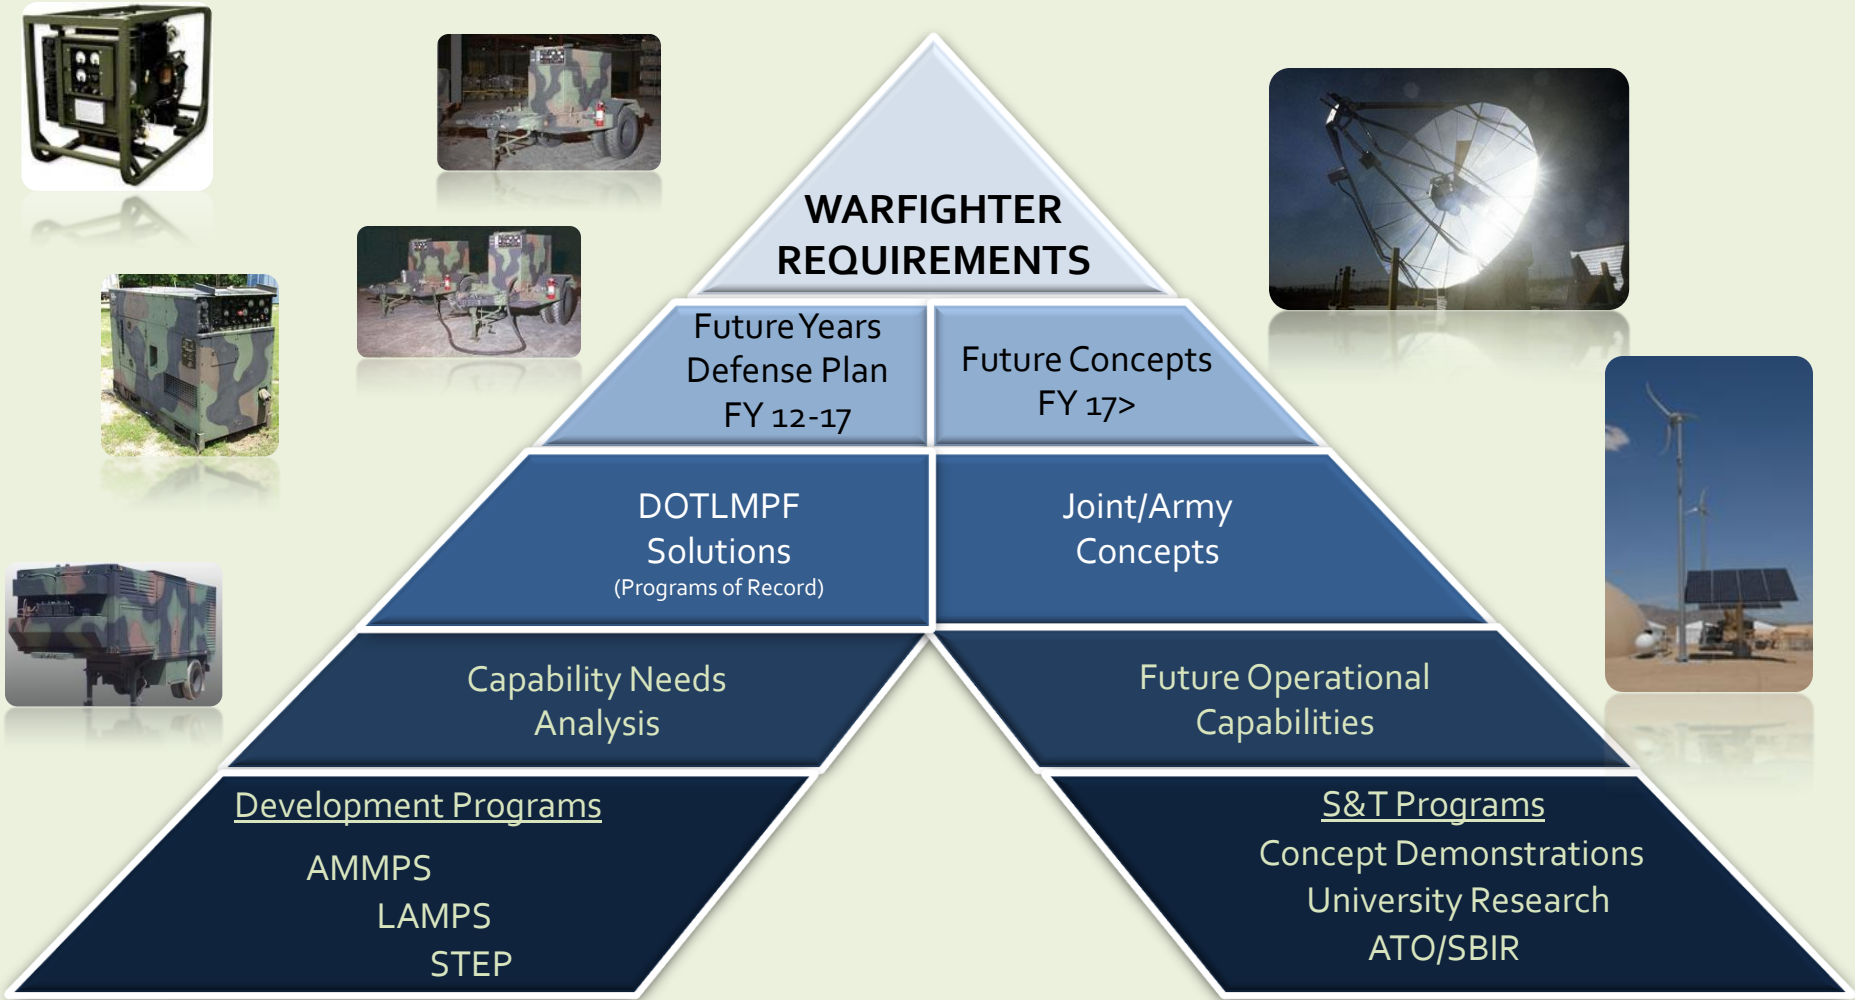 WARFIGHTER
REQUIREMENTS
Future Years
Defense Plan
FY 12-17
Future Concepts
FY 17>
DOTLMPF
Solutions
(Programs of Record)
Joint/Army
Concepts
Capability Needs
Analysis
Future Operational
Capabilities
Development Programs
AMMPS
LAMPS
STEP
S&T Programs
Concept Demonstrations
University Research
ATO/SBIR